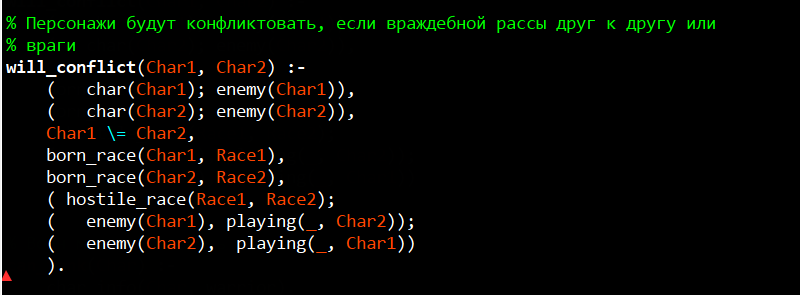 % Персонажи будут конфликтовать, если враждебной рассы друг к другу или
% враги
will_conflict(Char1, Char2) :-
    (   char(Char1); enemy(Char1)),
    (   char(Char2); enemy(Char2)),
    Char1 \= Char2,
    born_race(Char1, Race1),
    born_race(Char2, Race2),
    ( hostile_race(Race1, Race2);
    (   enemy(Char1), playing(_, Char2));
    (   enemy(Char2),  playing(_, Char1))
    ).